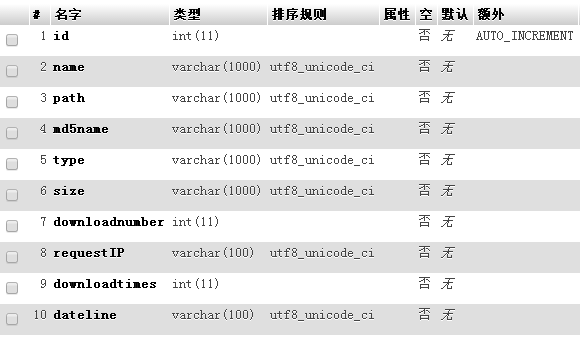 # 名字 类型 排序规则 属性 空 默认 额外
1 id int(11) 否 无 AUTO_INCREMENT
2 name varchar(1000) utf8_unicode_ci 否 无
3 path varchar(1000) utf8_unicode_ci 否 无
4 md5name varchar(1000) utf8_unicode_ci 否 无
5 type varchar(1000) utf8_unicode_ci 否 无
6 size varchar(1000) utf8_unicode_ci 否 无
7 downloadnumber int(11) 否 无
8 requestIP varchar(100) utf8_unicode_ci 否 无
9 downloadtimes int(11) 否 无
10 dateline varchar(100) utf8_unicode_ci 否 无